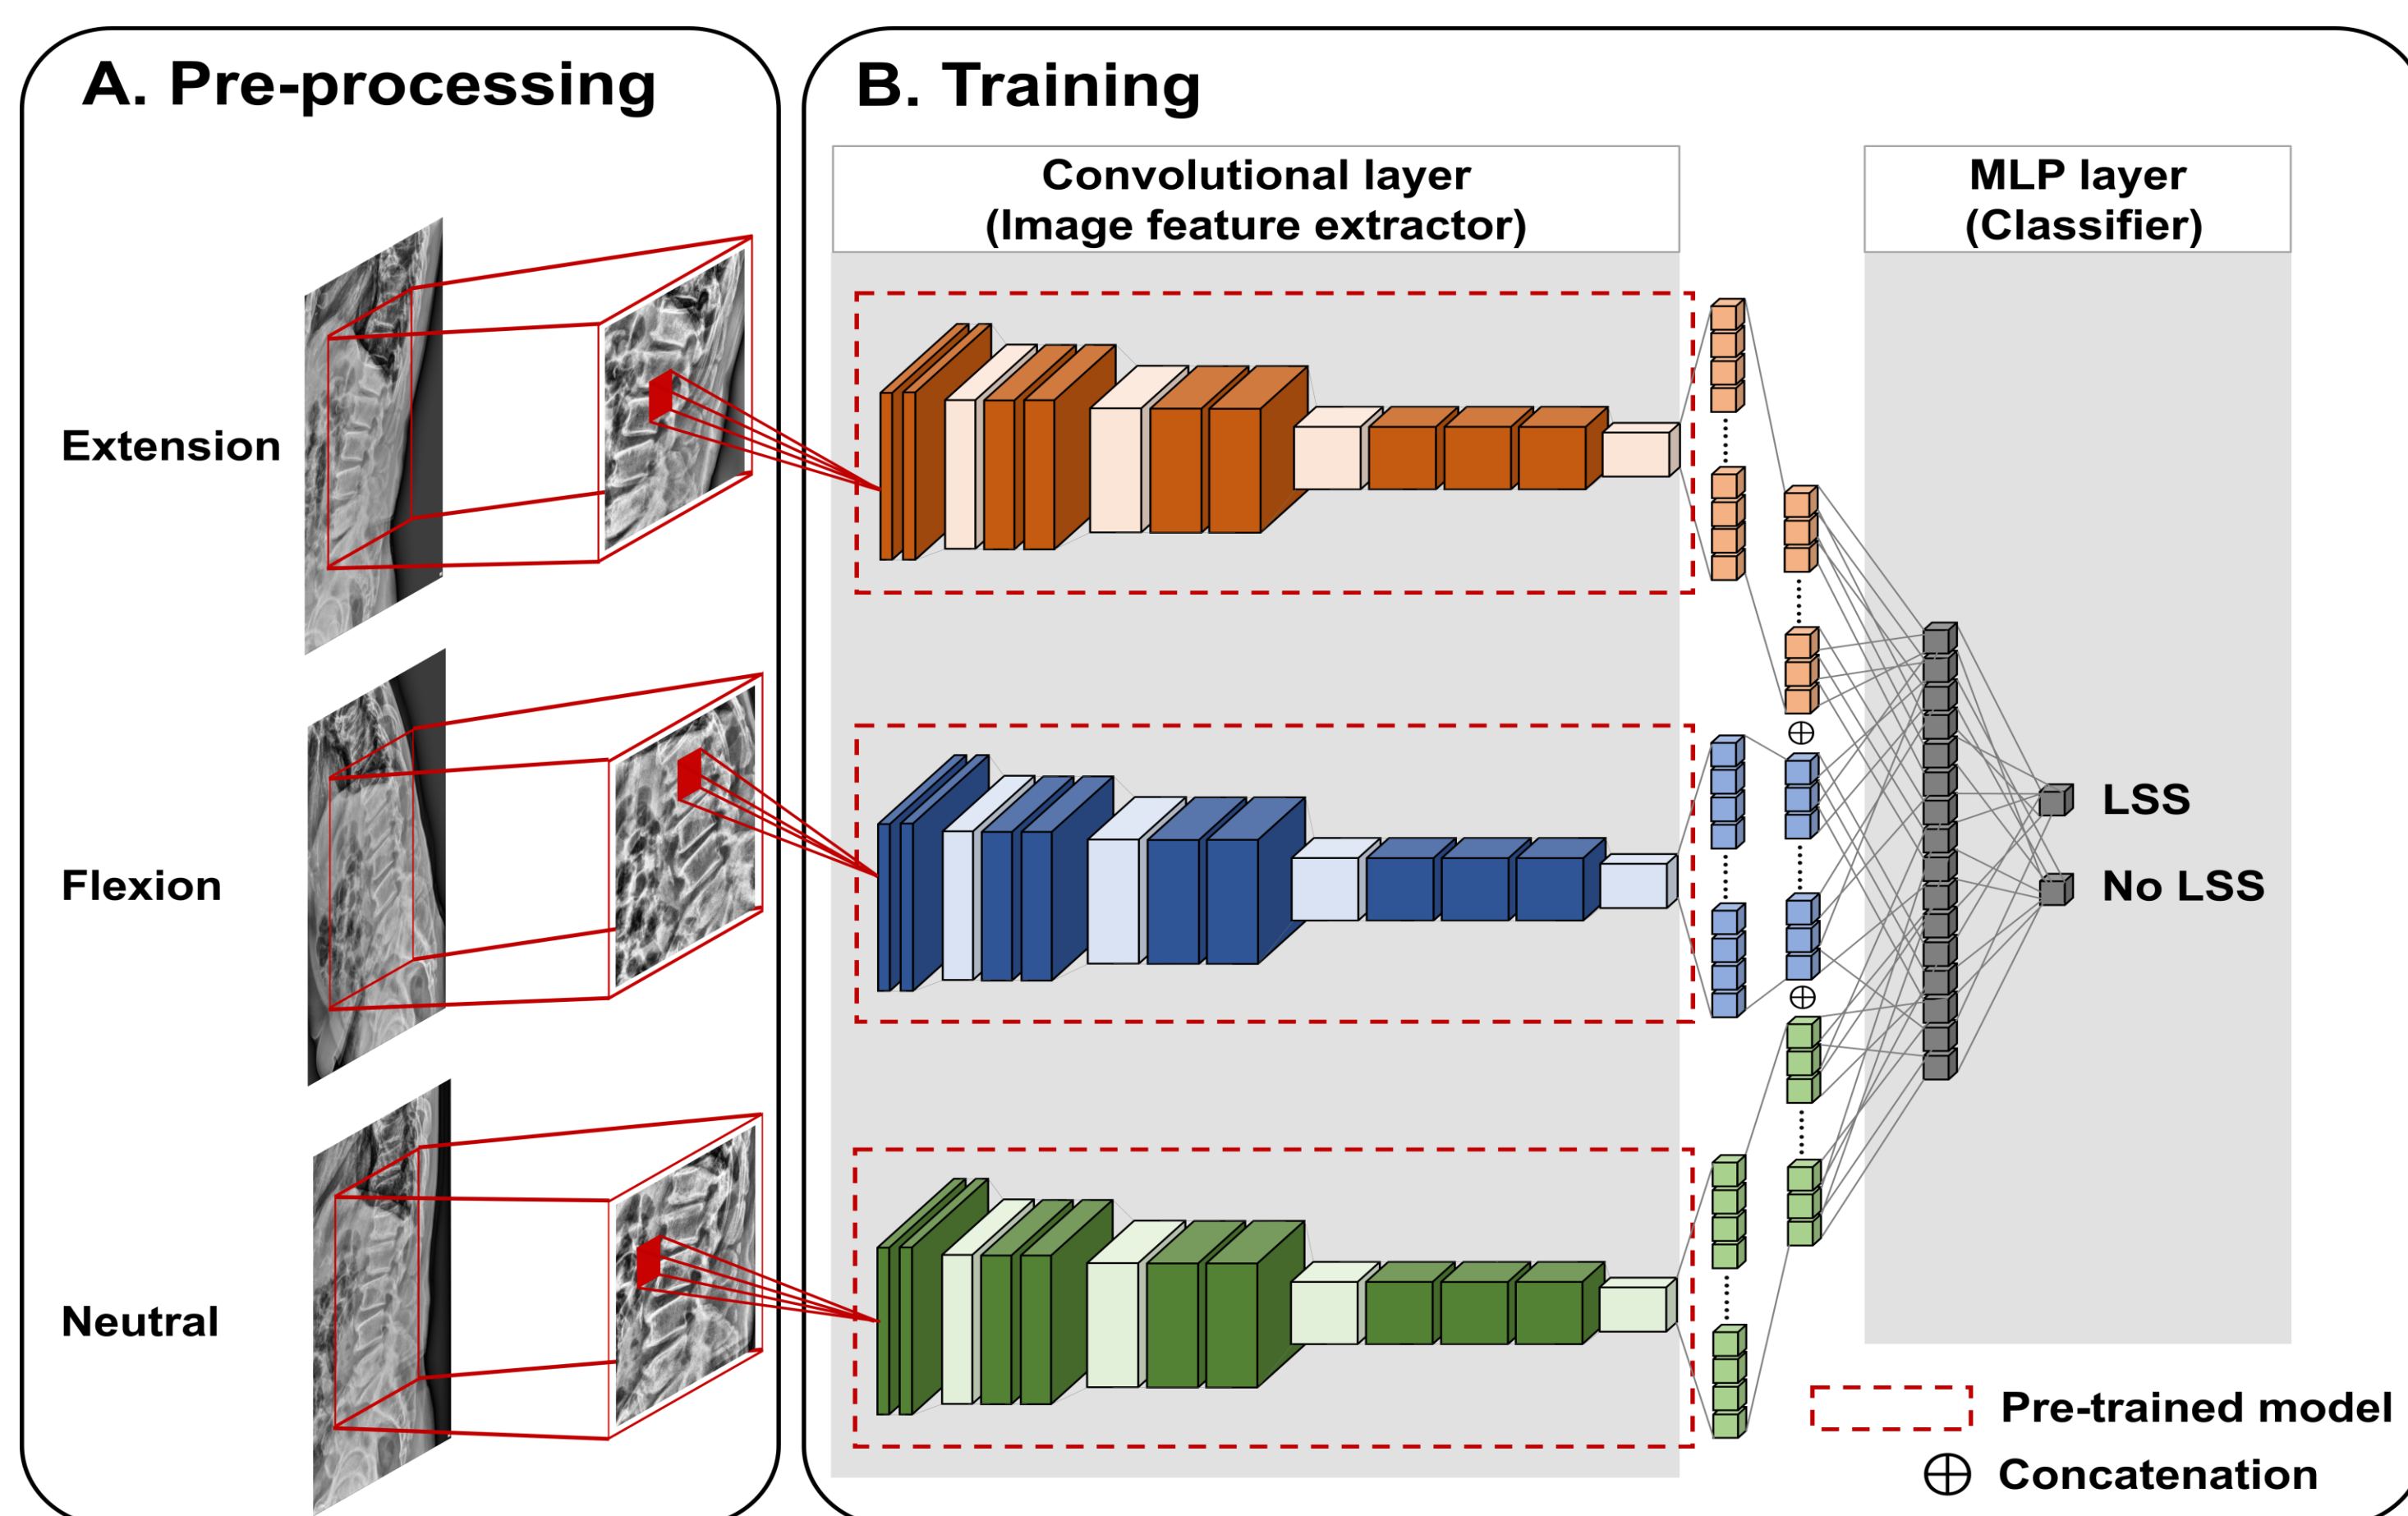 A. Pre-processing
Extension
Flexion
Neutral
B. Training
Convolutional layer
(Image feature extractor)
MLP layer
(Classifier)
LSS
No LSS
Pre-trained model
Concatenation